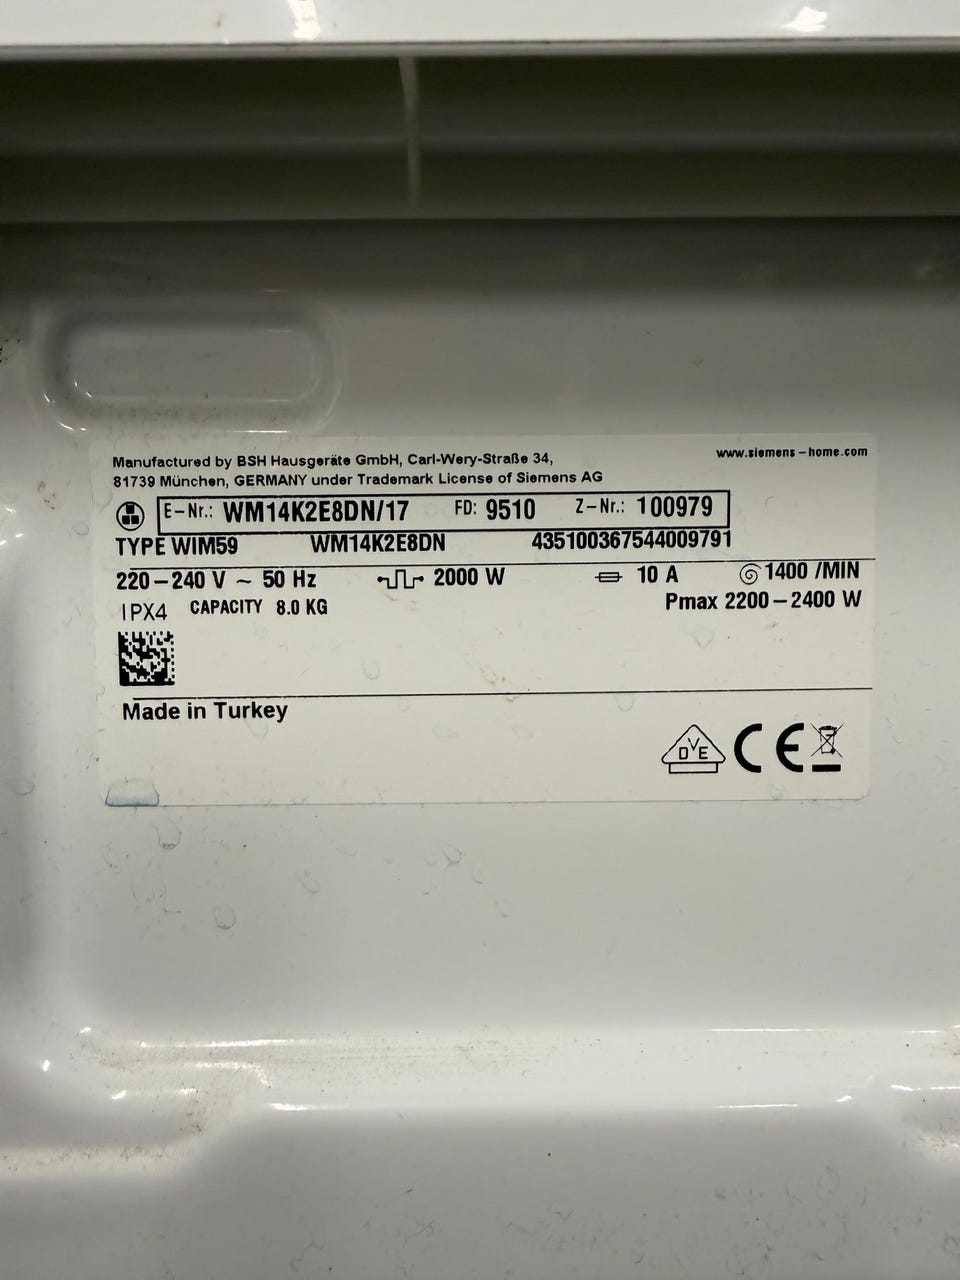 Manufactured by BSH Hausgeräte GmbH, Carl-Wery-Straße 34,
81739 München, GERMANY under Trademark License of Siemens AG
www.siemens-home.com
E-Nr.: WM14K2E8DN/17 FD: 9510 Z-Nr.: 100979
TYPE WIM59 WM14K2E8DN 435100367544009791
220-240 V ~ 50 Hz 2000 W 10 A 1400 /MIN
IPX4 CAPACITY 8.0 KG Pmax 2200-2400 W
Made in Turkey
DVE CE